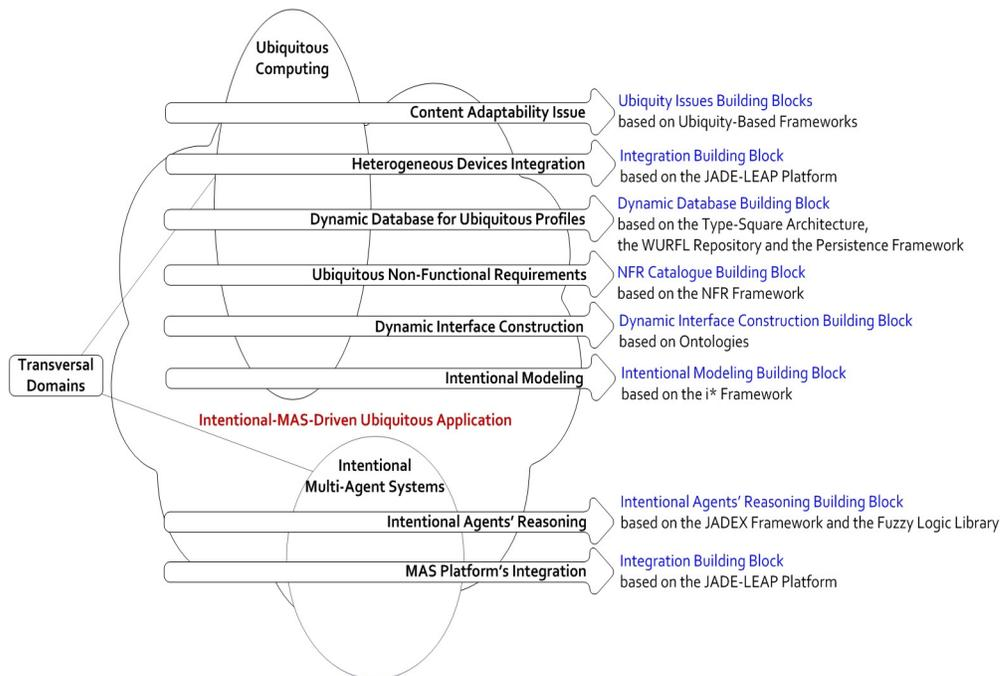 Ubiquitous
Computing
Content Adaptability Issue
Ubiquity Issues Building Blocks
based on Ubiquity-Based Frameworks
Heterogeneous Devices Integration
Integration Building Block
based on the JADE-LEAP Platform
Dynamic Database for Ubiquitous Profiles
Dynamic Database Building Block
based on the Type-Square Architecture,
the WURFL Repository and the Persistence Framework
Ubiquitous Non-Functional Requirements
NFR Catalogue Building Block
based on the NFR Framework
Dynamic Interface Construction
Dynamic Interface Construction Building Block
based on Ontologies
Transversal
Domains
Intentional Modeling
Intentional Modeling Building Block
based on the i* Framework
Intentional-MAS-Driven Ubiquitous Application
Intentional
Multi-Agent Systems
Intentional Agents' Reasoning
Intentional Agents' Reasoning Building Block
based on the JADEX Framework and the Fuzzy Logic Library
MAS Platform's Integration
Integration Building Block
based on the JADE-LEAP Platform